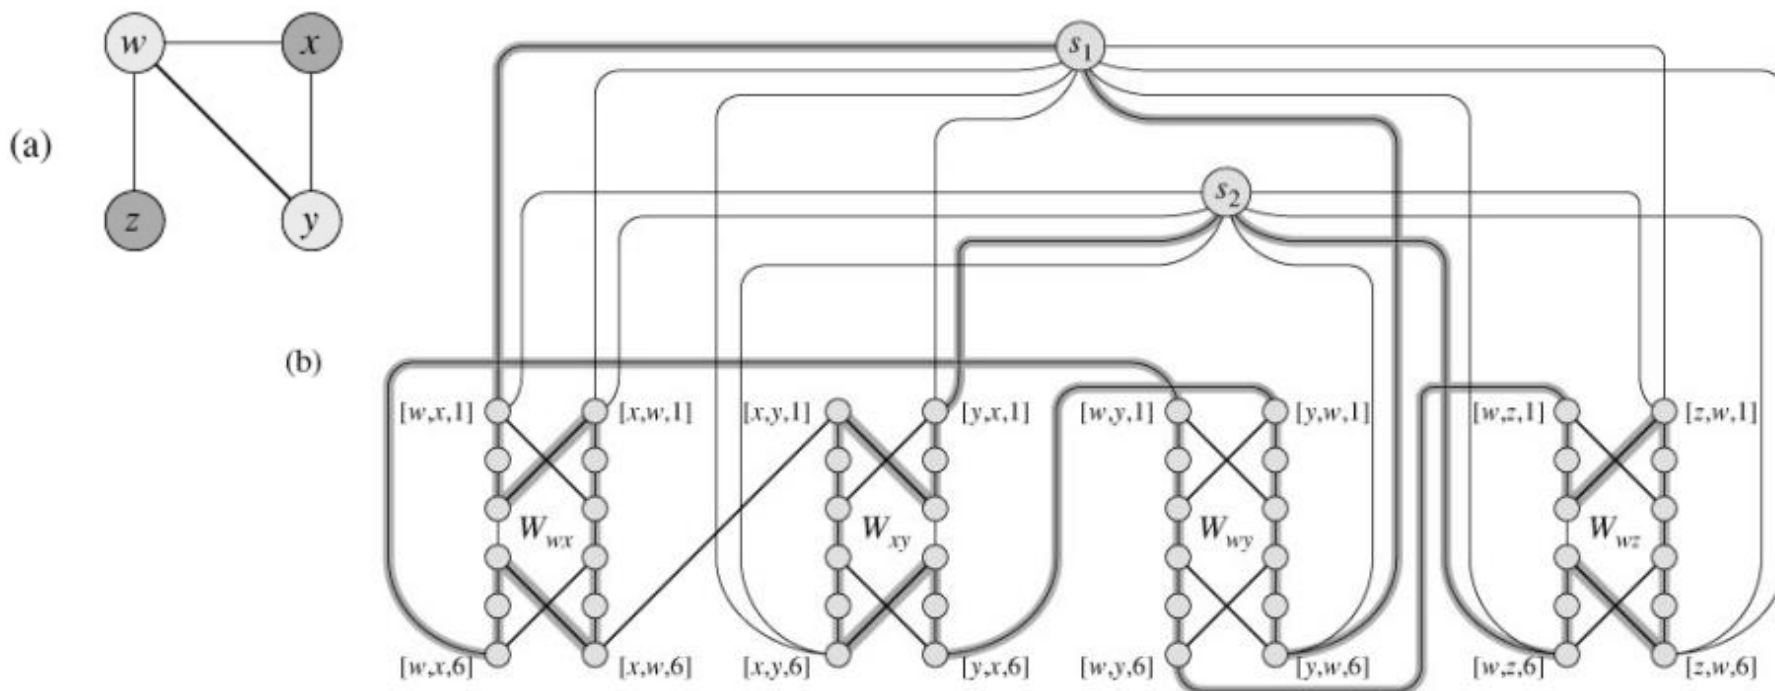 w x
(a)
z y
s1
s2
(b)
[w,x,1] [x,w,1] [x,y,1] [y,x,1] [w,y,1] [y,w,1] [w,z,1] [z,w,1]
Wwx Wxy Wwy Wwz
[w,x,6] [x,w,6] [x,y,6] [y,x,6] [w,y,6] [y,w,6] [w,z,6] [z,w,6]